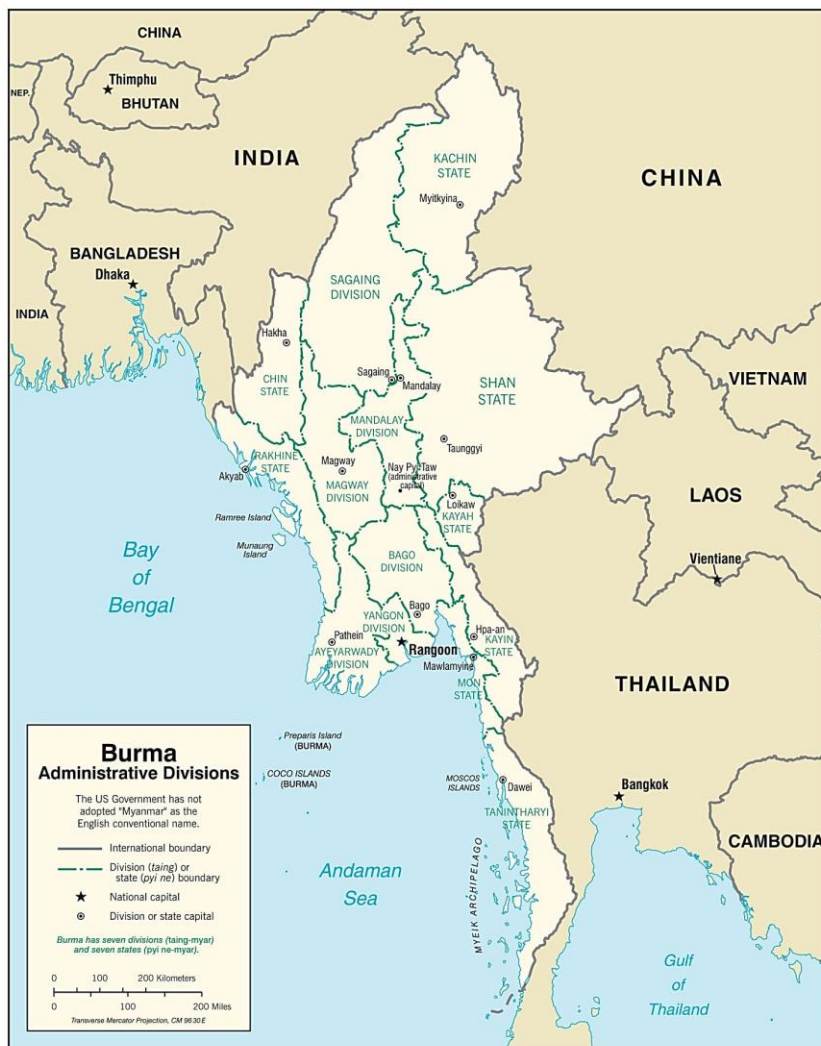 CHINA
Thimphu
NEP.
BHUTAN
INDIA
KACHIN
STATE
CHINA
Myitkyina
BANGLADESH
Dhaka
SAGAING
DIVISION
INDIA
Hakha
Sagaing
Mandalay
CHIN
STATE
SHAN
STATE
VIETNAM
MANDALAY
DIVISION
Taunggyi
RAKHINE
STATE
Akyab
Magway
MAGWAY
DIVISION
Nay Pyi Taw
(administrative
capital)
Loikaw
KAYAH
STATE
LAOS
Ramree Island
Munaung
Island
Bay
of
Bengal
BAGO
DIVISION
Vientiane
Bago
YANGON
DIVISION
Pathein
AYEYARWADY
DIVISION
Rangoon
Hpa-an
KAYIN
STATE
Mawlamyine
MON
STATE
THAILAND
Preparis Island
(BURMA)
COCO ISLANDS
(BURMA)
MOSCOS
ISLANDS
Dawei
TANINTHARYI
STATE
Bangkok
CAMBODIA
Andaman
Sea
MYEIK ARCHIPELAGO
Gulf
of
Thailand
Burma
Administrative Divisions
The US Government has not
adopted "Myanmar" as the
English conventional name.
International boundary
Division (taing) or
state (pyi ne) boundary
National capital
Division or state capital
Burma has seven divisions (taing-myar)
and seven states (pyi ne-myar).
0 100 200 Kilometers
0 100 200 Miles
Transverse Mercator Projection, CM 9630 E